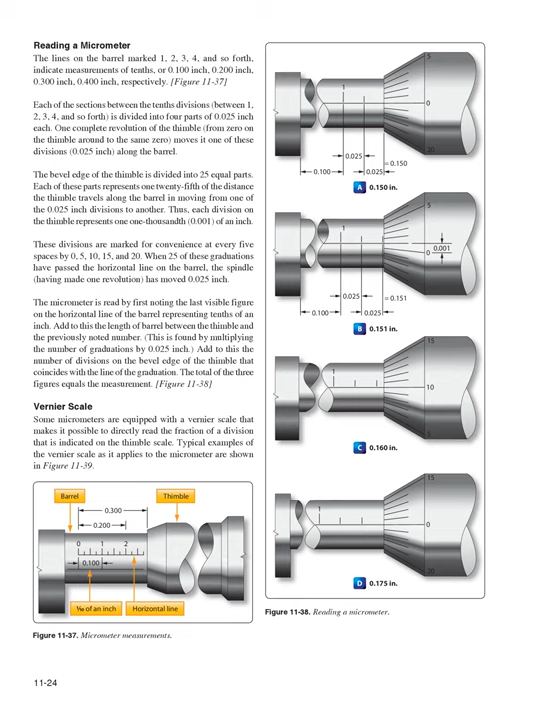 Reading a Micrometer
The lines on the barrel marked 1, 2, 3, 4, and so forth,
indicate measurements of tenths, or 0.100 inch, 0.200 inch,
0.300 inch, 0.400 inch, respectively. [Figure 11-37]
Each of the sections between the tenths divisions (between 1,
2, 3, 4, and so forth) is divided into four parts of 0.025 inch
each. One complete revolution of the thimble (from zero on
the thimble around to the same zero) moves it one of these
divisions (0.025 inch) along the barrel.
The bevel edge of the thimble is divided into 25 equal parts.
Each of these parts represents one twenty-fifth of the distance
the thimble travels along the barrel in moving from one of
the 0.025 inch divisions to another. Thus, each division on
the thimble represents one one-thousandth (0.001) of an inch.
These divisions are marked for convenience at every five
spaces by 0, 5, 10, 15, and 20. When 25 of these graduations
have passed the horizontal line on the barrel, the spindle
(having made one revolution) has moved 0.025 inch.
The micrometer is read by first noting the last visible figure
on the horizontal line of the barrel representing tenths of an
inch. Add to this the length of barrel between the thimble and
the previously noted number. (This is found by multiplying
the number of graduations by 0.025 inch.) Add to this the
number of divisions on the bevel edge of the thimble that
coincides with the line of the graduation. The total of the three
figures equals the measurement. [Figure 11-38]
Vernier Scale
Some micrometers are equipped with a vernier scale that
makes it possible to directly read the fraction of a division
that is indicated on the thimble scale. Typical examples of
the vernier scale as it applies to the micrometer are shown
in Figure 11-39.
Barrel
Thimble
0.300
0.200
0 1 2
0.100
1⁄10 of an inch
Horizontal line
Figure 11-37. Micrometer measurements.
5
1
0
20
0.025
= 0.150
0.100
0.025
A 0.150 in.
5
1
0
0.001
0.025
= 0.151
0.100
0.025
B 0.151 in.
15
1
10
5
C 0.160 in.
15
1
0
20
D 0.175 in.
Figure 11-38. Reading a micrometer.
11-24